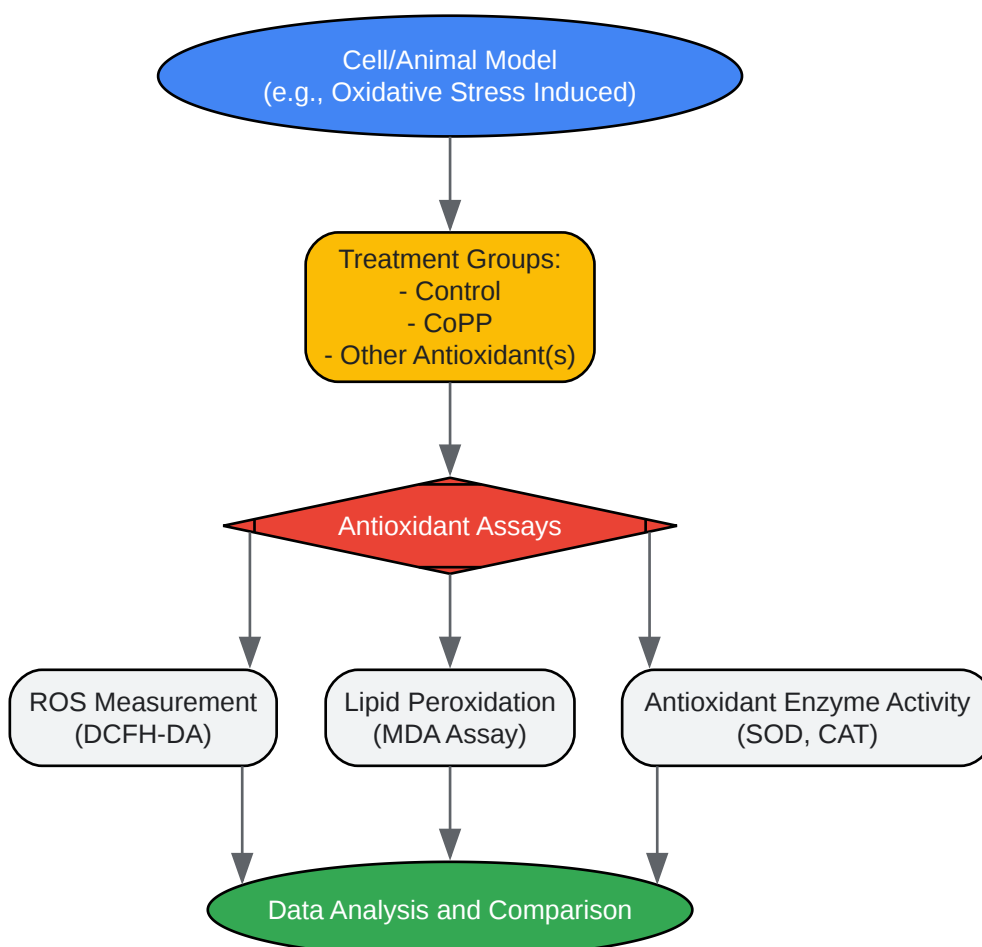 Cell/Animal Model
(e.g., Oxidative Stress Induced)
Treatment Groups:
- Control
- CoPP
- Other Antioxidant(s)
Antioxidant Assays
ROS Measurement
(DCFH-DA)
Lipid Peroxidation
(MDA Assay)
Antioxidant Enzyme Activity
(SOD, CAT)
Data Analysis and Comparison